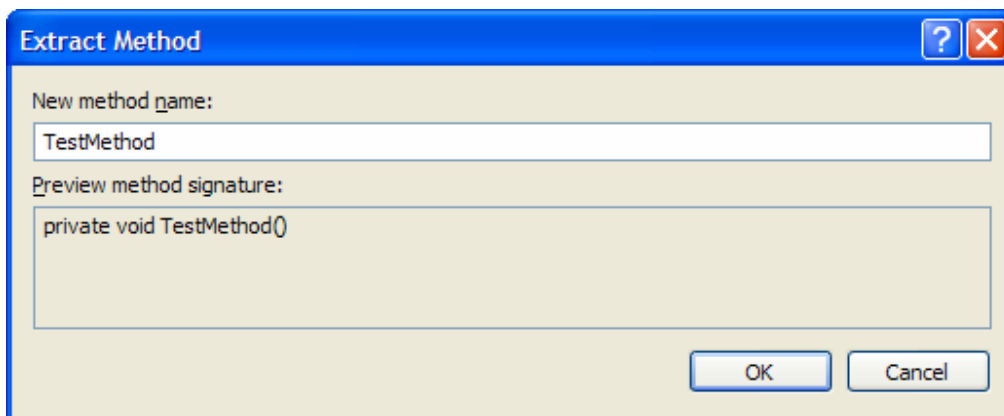 Extract Method
?
New method name:
TestMethod
Preview method signature:
private void TestMethod()
OK
Cancel